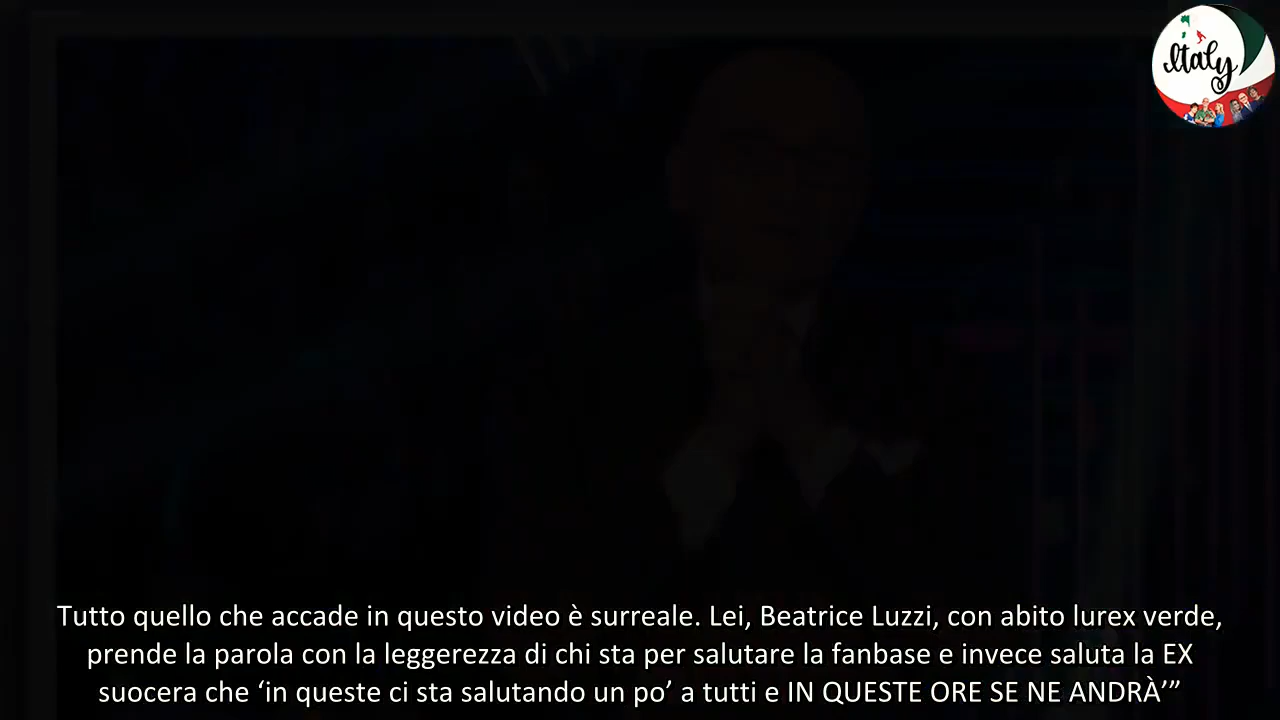 Italy
Tutto quello che accade in questo video è surreale. Lei, Beatrice Luzzi, con abito lurex verde,
prende la parola con la leggerezza di chi sta per salutare la fanbase e invece saluta la EX
suocera che ‘in queste ci sta salutando un po’ a tutti e IN QUESTE ORE SE NE ANDRÀ’”